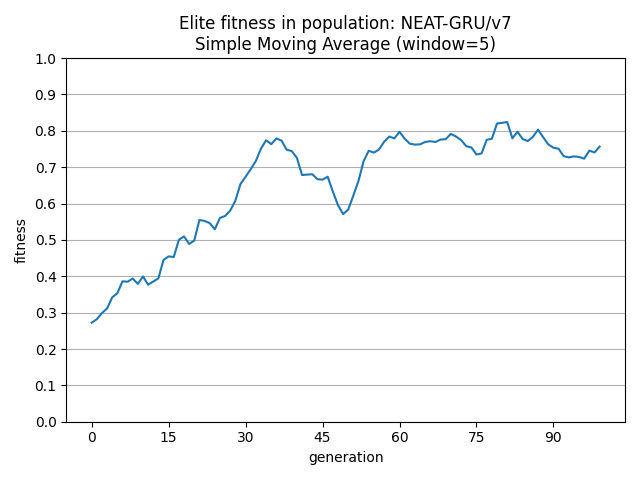 Elite fitness in population: NEAT-GRU/v7
Simple Moving Average (window=5)
1.0
0.9
0.8
0.7
0.6
0.5
0.4
0.3
0.2
0.1
0.0
fitness
0 15 30 45 60 75 90
generation